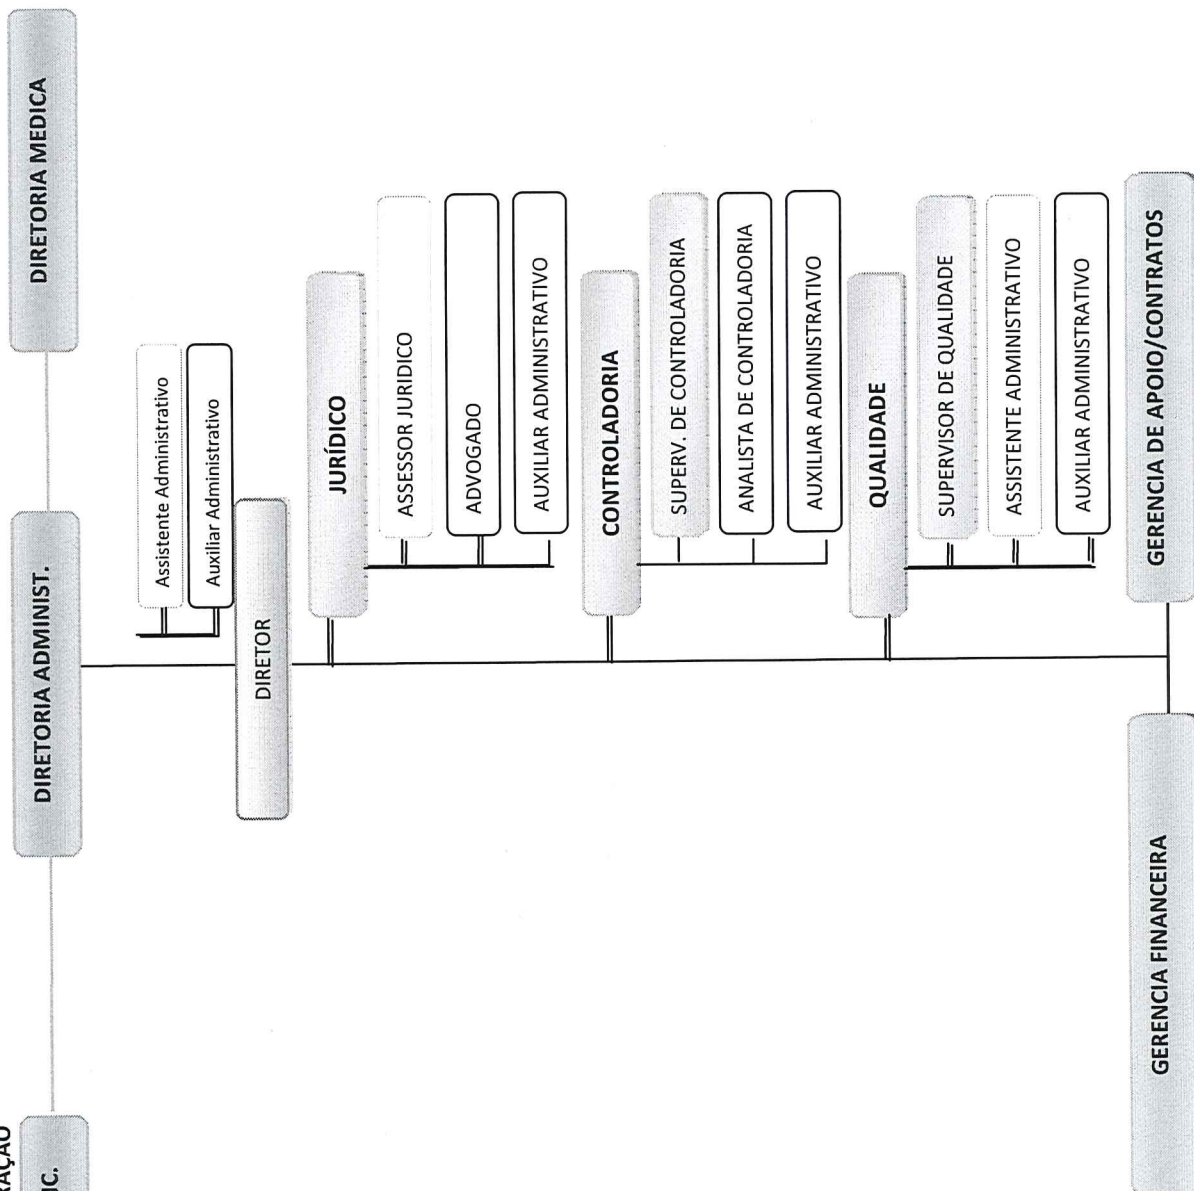 RAÇÃO
IC.
DIRETORIA ADMINIST.
DIRETORIA MEDICA
Assistente Administrativo
Auxiliar Administrativo
DIRETOR
JURÍDICO
ASSESSOR JURIDICO
ADVOGADO
AUXILIAR ADMINISTRATIVO
CONTROLADORIA
SUPERV. DE CONTROLADORIA
ANALISTA DE CONTROLADORIA
AUXILIAR ADMINISTRATIVO
QUALIDADE
SUPERVISOR DE QUALIDADE
ASSISTENTE ADMINISTRATIVO
AUXILIAR ADMINISTRATIVO
GERENCIA FINANCEIRA
GERENCIA DE APOIO/CONTRATOS